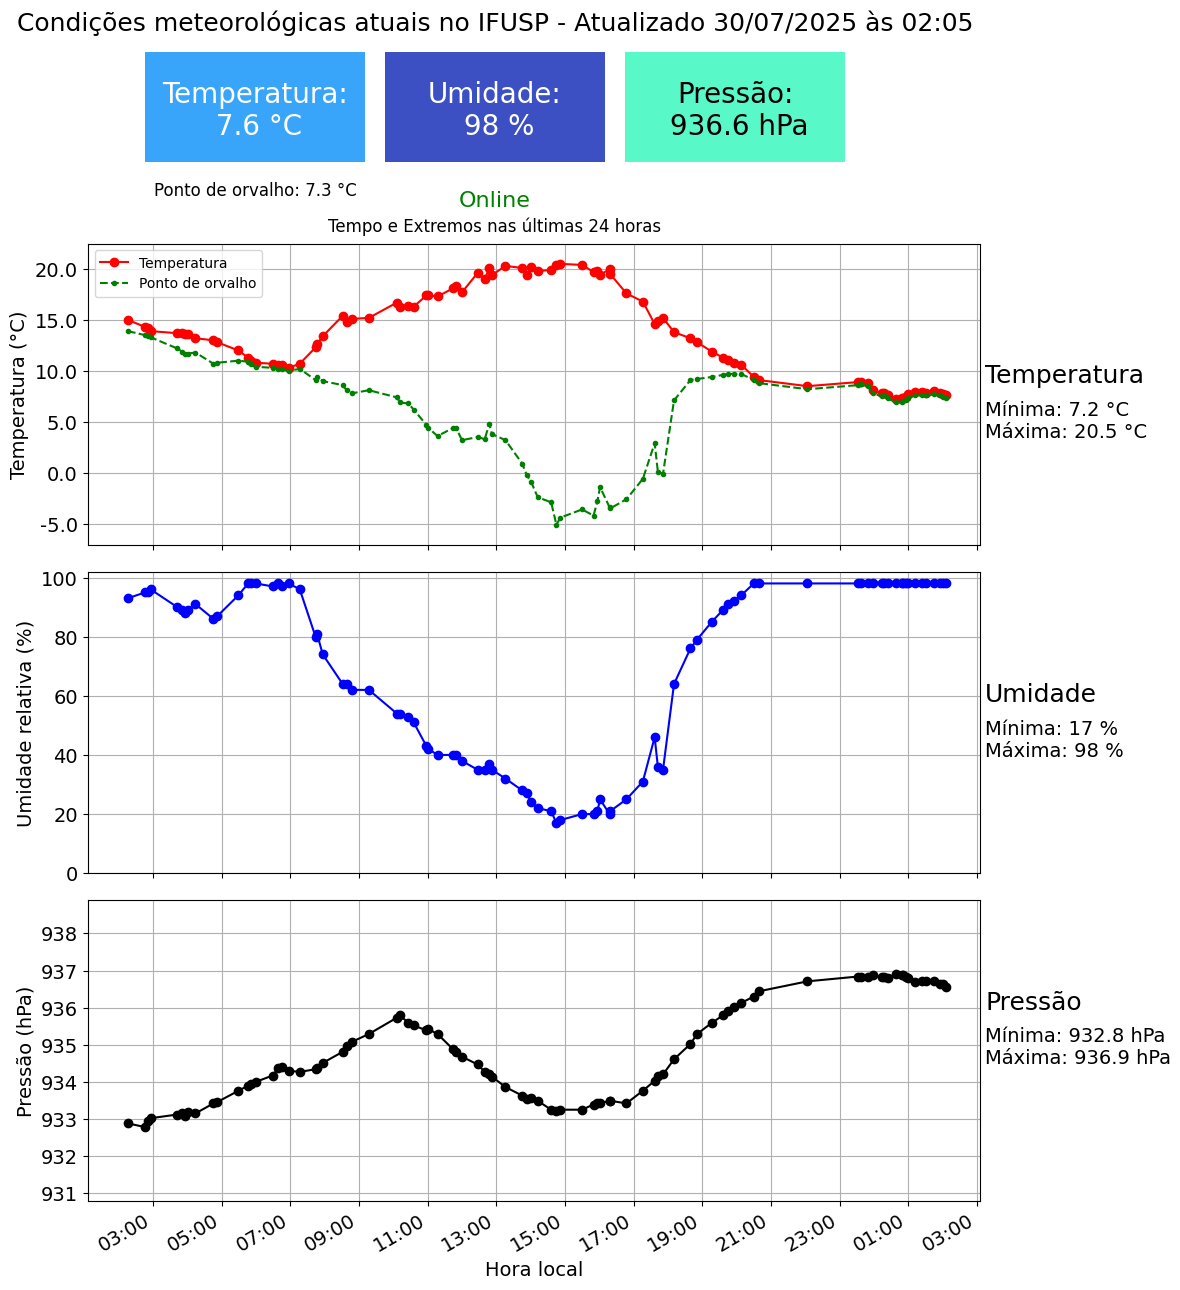 Condições meteorológicas atuais no IFUSP - Atualizado 30/07/2025 às 02:05
Temperatura:
7.6 °C
Umidade:
98 %
Pressão:
936.6 hPa
Ponto de orvalho: 7.3 °C
Online
Tempo e Extremos nas últimas 24 horas
Temperatura
Ponto de orvalho
Temperatura (°C)
20.0
15.0
10.0
5.0
0.0
-5.0
Temperatura
Mínima: 7.2 °C
Máxima: 20.5 °C
Umidade relativa (%)
100
80
60
40
20
0
Umidade
Mínima: 17 %
Máxima: 98 %
Pressão (hPa)
938
937
936
935
934
933
932
931
Pressão
Mínima: 932.8 hPa
Máxima: 936.9 hPa
03:00 05:00 07:00 09:00 11:00 13:00 15:00 17:00 19:00 21:00 23:00 01:00 03:00
Hora local